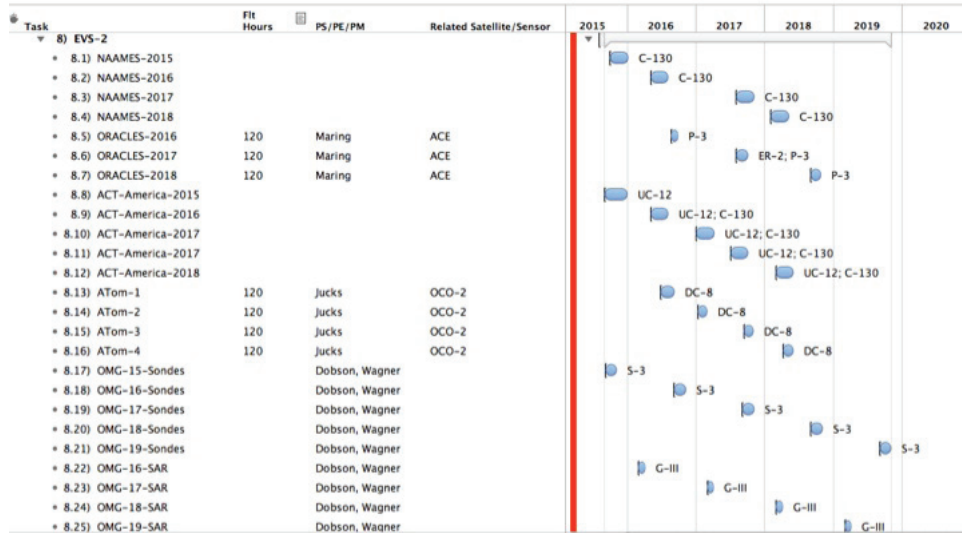 Task Flt Hours PS/PE/PM Related Satellite/Sensor 2015 2016 2017 2018 2019 2020
8) EVS-2
8.1) NAAMES-2015 C-130
8.2) NAAMES-2016 C-130
8.3) NAAMES-2017 C-130
8.4) NAAMES-2018 C-130
8.5) ORACLES-2016 120 Maring ACE P-3
8.6) ORACLES-2017 120 Maring ACE ER-2; P-3
8.7) ORACLES-2018 120 Maring ACE P-3
8.8) ACT-America-2015 UC-12
8.9) ACT-America-2016 UC-12; C-130
8.10) ACT-America-2017 UC-12; C-130
8.11) ACT-America-2017 UC-12; C-130
8.12) ACT-America-2018 UC-12; C-130
8.13) ATom-1 120 Jucks OCO-2 DC-8
8.14) ATom-2 120 Jucks OCO-2 DC-8
8.15) ATom-3 120 Jucks OCO-2 DC-8
8.16) ATom-4 120 Jucks OCO-2 DC-8
8.17) OMG-15-Sondes Dobson, Wagner S-3
8.18) OMG-16-Sondes Dobson, Wagner S-3
8.19) OMG-17-Sondes Dobson, Wagner S-3
8.20) OMG-18-Sondes Dobson, Wagner S-3
8.21) OMG-19-Sondes Dobson, Wagner S-3
8.22) OMG-16-SAR Dobson, Wagner G-III
8.23) OMG-17-SAR Dobson, Wagner G-III
8.24) OMG-18-SAR Dobson, Wagner G-III
8.25) OMG-19-SAR Dobson, Wagner G-III